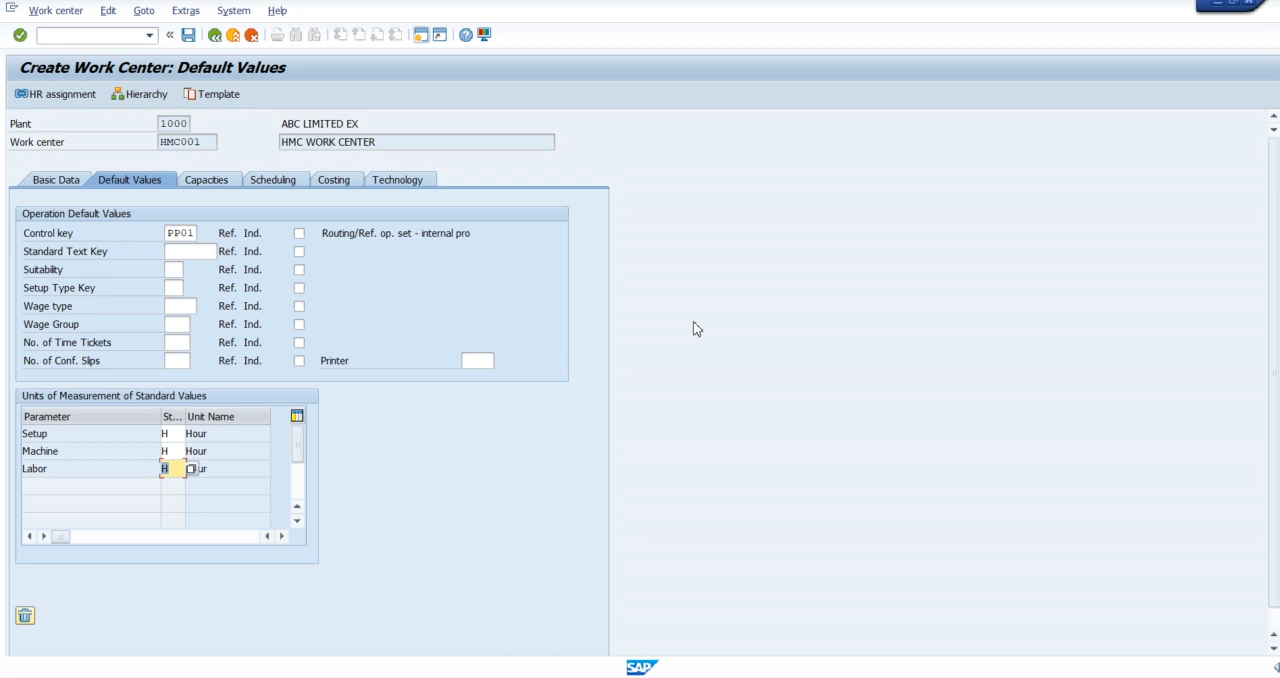 Work center Edit Goto Extras System Help
«
Create Work Center: Default Values
HR assignment Hierarchy Template
Plant 1000 ABC LIMITED EX
Work center HMC001 HMC WORK CENTER
Basic Data Default Values Capacities Scheduling Costing Technology
Operation Default Values
Control key PP01 Ref. Ind. Routing/Ref. op. set - internal pro
Standard Text Key Ref. Ind.
Suitability Ref. Ind.
Setup Type Key Ref. Ind.
Wage type Ref. Ind.
Wage Group Ref. Ind.
No. of Time Tickets Ref. Ind.
No. of Conf. Slips Ref. Ind. Printer
Units of Measurement of Standard Values
Parameter St... Unit Name
Setup H Hour
Machine H Hour
Labor H ur
SAP